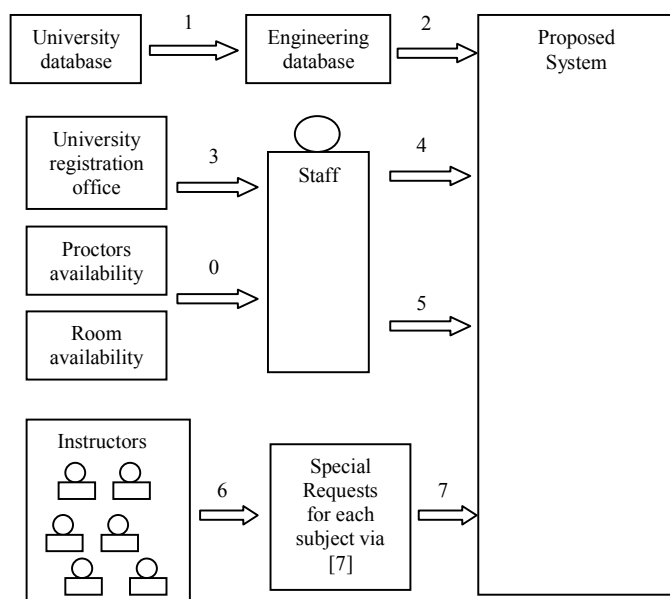 University
database
1
Engineering
database
2
Proposed
System
University
registration
office
3
Staff
4
Proctors
availability
0
Room
availability
5
Instructors
6
Special
Requests
for each
subject via
[7]
7